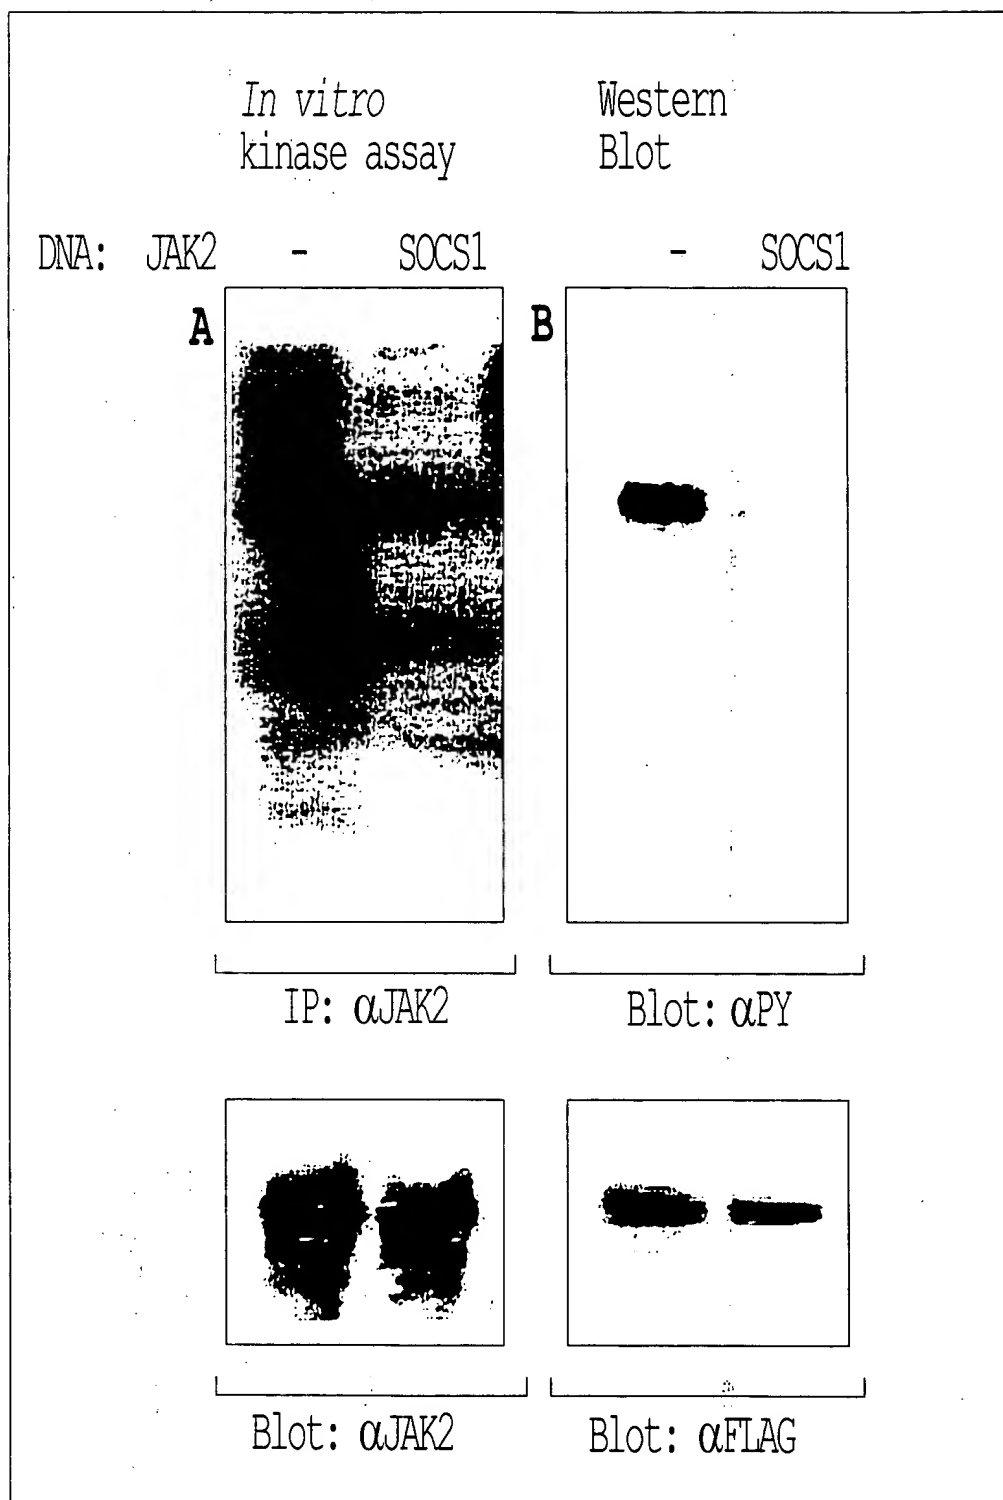 In vitro
kinase assay
Western
Blot
DNA: JAK2 - SOCS1 - SOCS1
A
B
IP: αJAK2
Blot: αPY
Blot: αJAK2
Blot: αFLAG